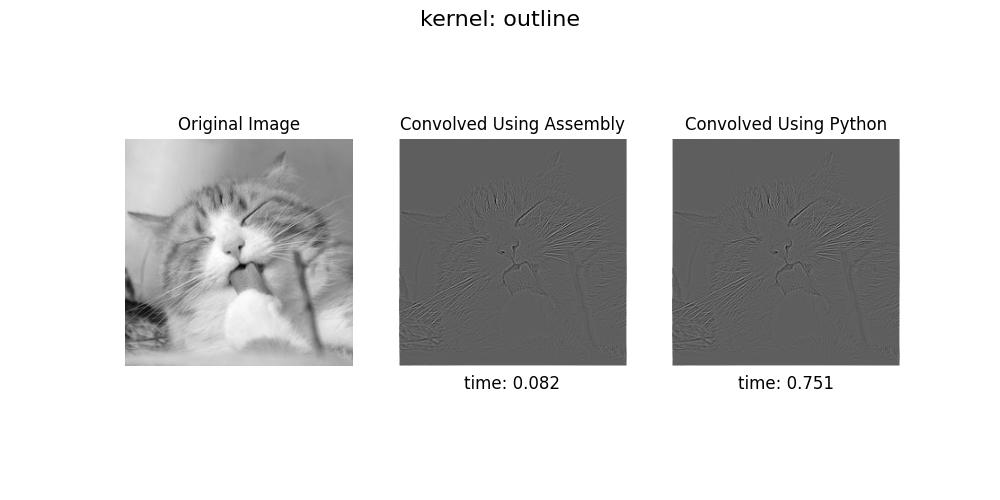 kernel: outline
Original Image
Convolved Using Assembly
Convolved Using Python
time: 0.082
time: 0.751